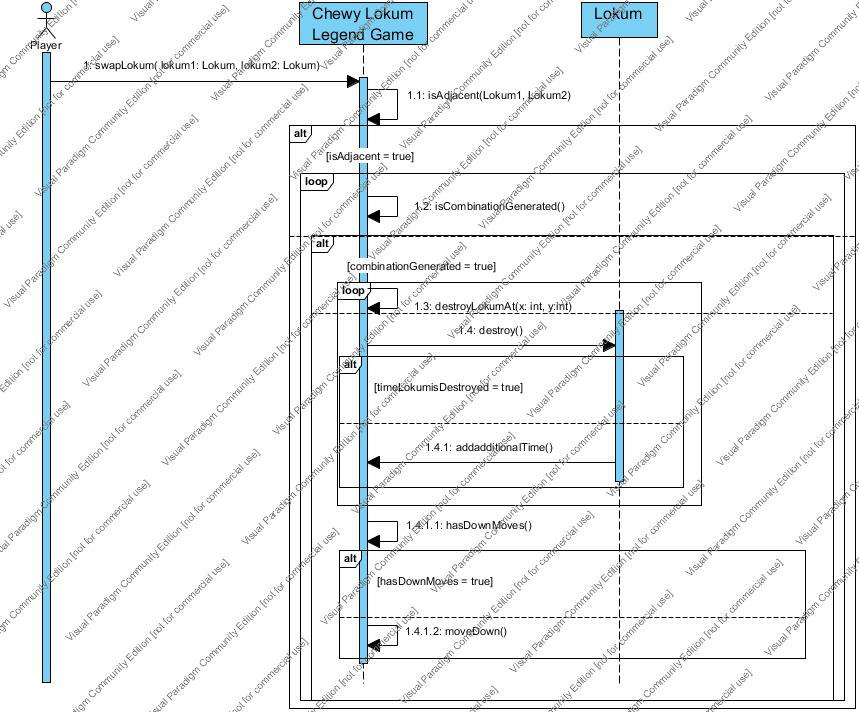 Chewy Lokum
Legend Game
Lokum
Player
1: swapLokum( lokum1: Lokum, lokum2: Lokum)
1.1: isAdjacent(Lokum1, Lokum2)
alt
[isAdjacent = true]
loop
1.2: isCombinationGenerated()
alt
[combinationGenerated = true]
loop
1.3: destroyLokumAt(x: int, y:int)
1.4: destroy()
alt
[timeLokumisDestroyed = true]
1.4.1: addadditionalTime()
1.4.1.1: hasDownMoves()
alt
[hasDownMoves = true]
1.4.1.2: moveDown()
Visual Paradigm Community Edition [not for commercial use]